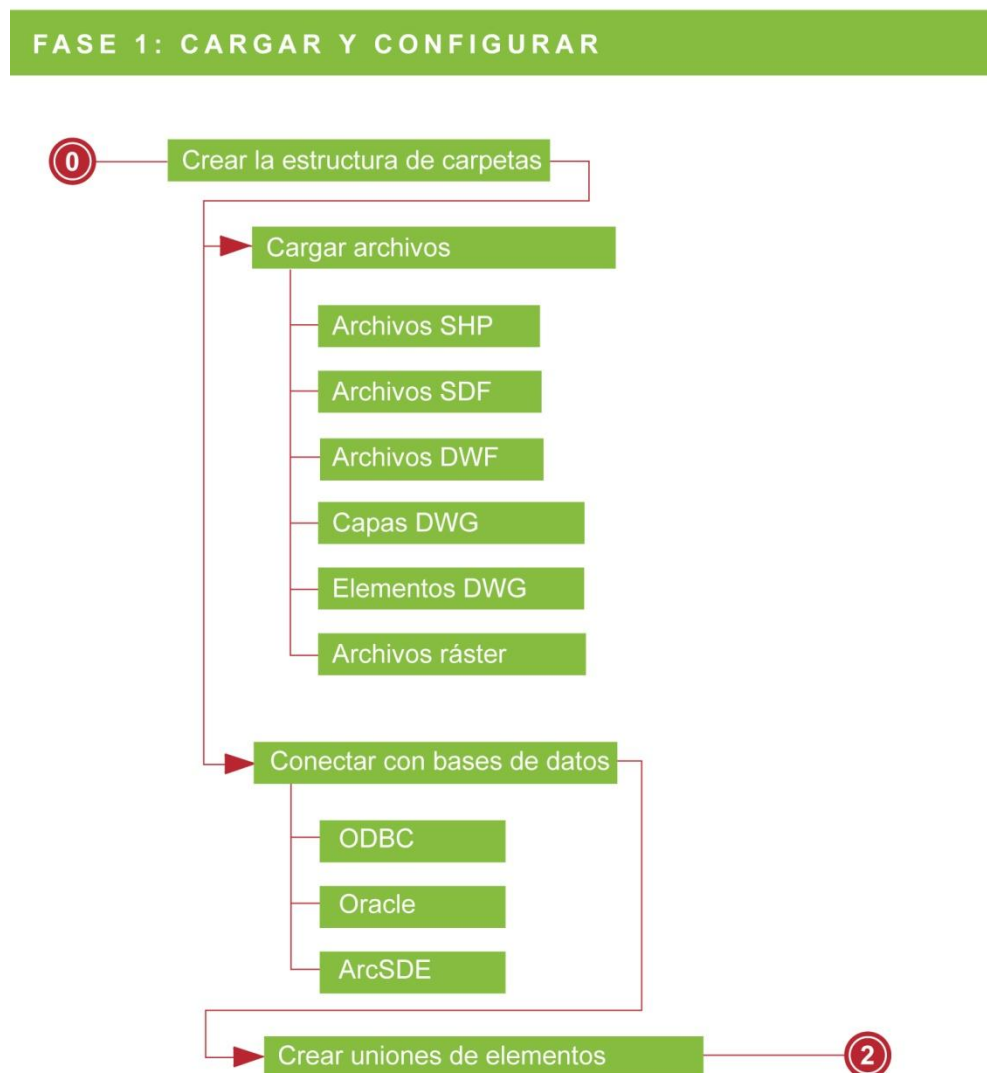 FASE 1: CARGAR Y CONFIGURAR
0
Crear la estructura de carpetas
Cargar archivos
Archivos SHP
Archivos SDF
Archivos DWF
Capas DWG
Elementos DWG
Archivos ráster
Conectar con bases de datos
ODBC
Oracle
ArcSDE
Crear uniones de elementos
2